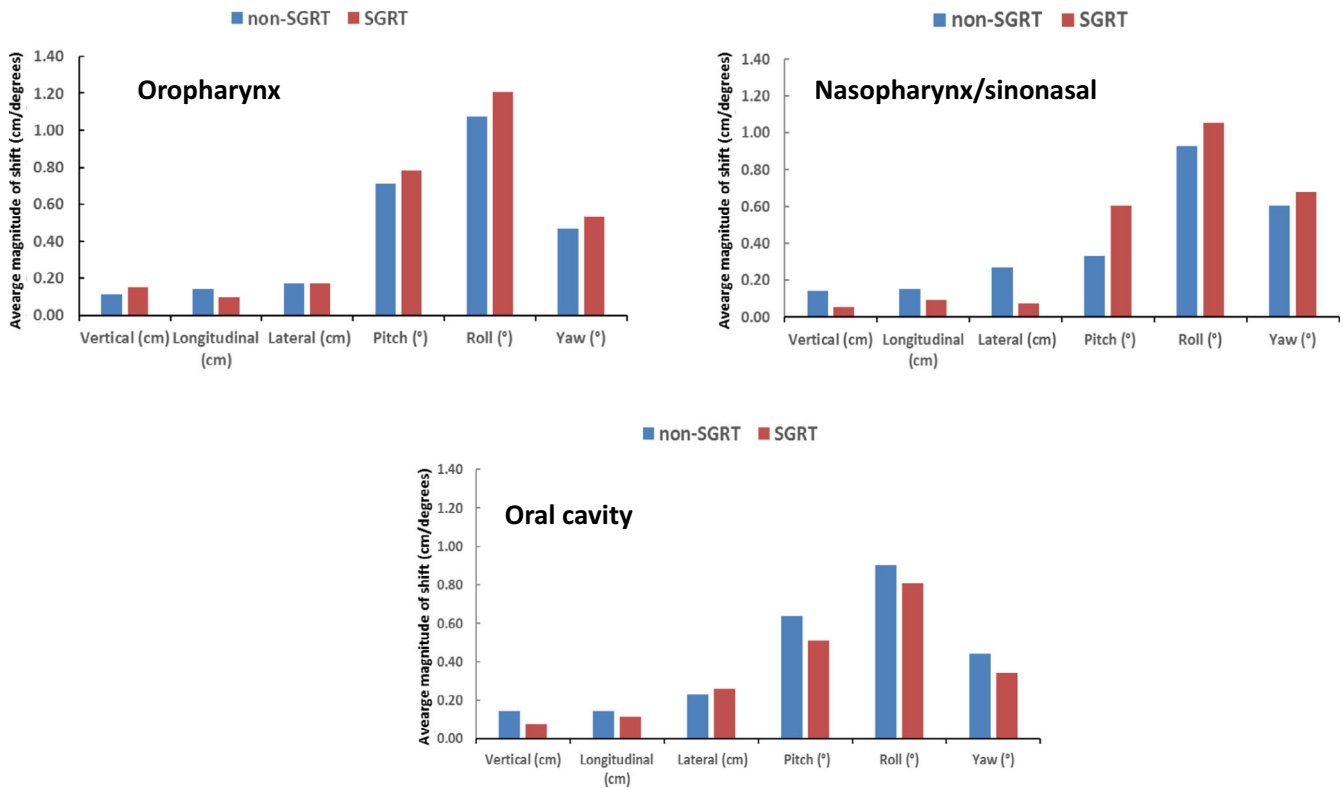 non-SGRT SGRT
Oropharynx
Avearge magnitude of shift (cm/degrees)
1.40
1.20
1.00
0.80
0.60
0.40
0.20
0.00
Vertical (cm) Longitudinal (cm) Lateral (cm) Pitch (°) Roll (°) Yaw (°)
non-SGRT SGRT
Nasopharynx/sinonasal
Avearge magnitude of shift (cm/degrees)
1.40
1.20
1.00
0.80
0.60
0.40
0.20
0.00
Vertical (cm) Longitudinal (cm) Lateral (cm) Pitch (°) Roll (°) Yaw (°)
non-SGRT SGRT
Oral cavity
Avearge magnitude of shift (cm/degrees)
1.40
1.20
1.00
0.80
0.60
0.40
0.20
0.00
Vertical (cm) Longitudinal (cm) Lateral (cm) Pitch (°) Roll (°) Yaw (°)